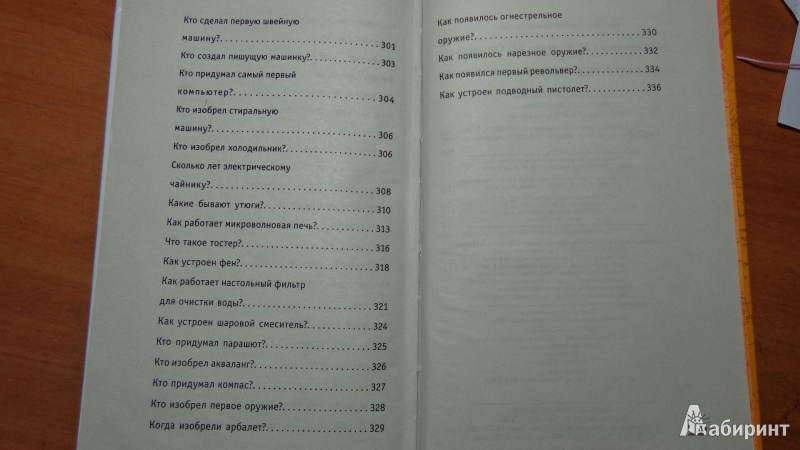 Кто сделал первую швейную
машину?. . . . . . . . . . . . . . . . . . . . . . . . 301
Кто создал пишущую машинку?. . . . . . . . . . 303
Кто придумал самый первый
компьютер?. . . . . . . . . . . . . . . . . . . . . . 304
Кто изобрел стиральную
машину?. . . . . . . . . . . . . . . . . . . . . . . . 306
Кто изобрел холодильник?. . . . . . . . . . . . . 306
Сколько лет электрическому
чайнику?. . . . . . . . . . . . . . . . . . . . . . . . 308
Какие бывают утюги?. . . . . . . . . . . . . . . . 310
Как работает микроволновая печь?. . . . . . . . 313
Что такое тостер?. . . . . . . . . . . . . . . . . . 316
Как устроен фен?. . . . . . . . . . . . . . . . . . 318
Как работает настольный фильтр
для очистки воды?. . . . . . . . . . . . . . . . . 321
Как устроен шаровой смеситель?. . . . . . . . . 324
Кто придумал парашют?. . . . . . . . . . . . . . 325
Кто изобрел акваланг?. . . . . . . . . . . . . . . 326
Кто придумал компас?. . . . . . . . . . . . . . . 327
Кто изобрел первое оружие?. . . . . . . . . . . . 328
Когда изобрели арбалет?. . . . . . . . . . . . . . 329
Как появилось огнестрельное
оружие?. . . . . . . . . . . . . . . . . . . . . . . . 330
Как появилось нарезное оружие?. . . . . . . . . 332
Как появился первый револьвер?. . . . . . . . . 334
Как устроен подводный пистолет?. . . . . . . . . 336
Лабиринт